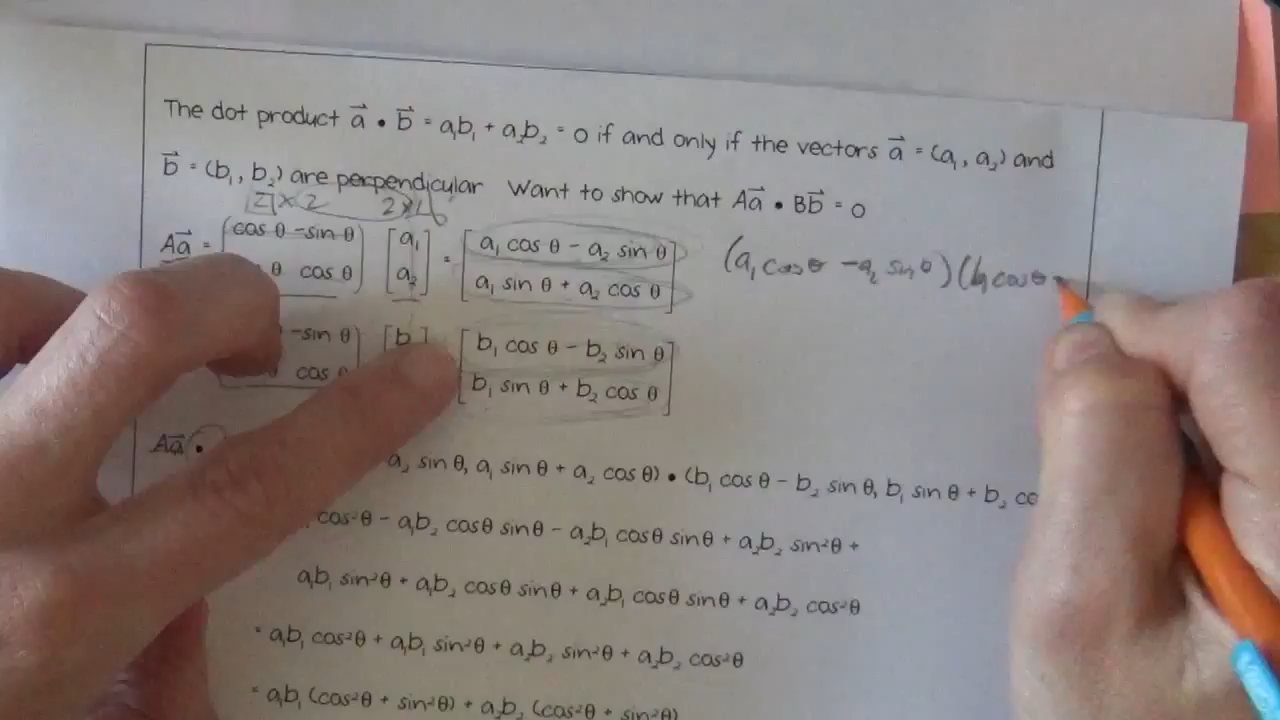 The dot product a⃗ • b⃗ = a₁b₁ + a₂b₂ = 0 if and only if the vectors a⃗ = (a₁, a₂) and
b⃗ = (b₁, b₂) are perpendicular Want to show that Aa⃗ • Bb⃗ = 0
2×2 2×1
Aa⃗ = (cos θ -sin θ) [a₁] = [a₁ cos θ - a₂ sin θ] (a₁ cos θ - a₂ sin θ)(b₁ cos θ
θ cos θ a₂ a₁ sin θ + a₂ cos θ
-sin θ [b ] [b₁ cos θ - b₂ sin θ]
cos b₁ sin θ + b₂ cos θ
Aa⃗ •
a₂ sin θ, a₁ sin θ + a₂ cos θ) • (b₁ cos θ - b₂ sin θ, b₁ sin θ + b₂ co
cos²θ - a₁b₂ cosθ sinθ - a₂b₁ cosθ sinθ + a₂b₂ sin²θ +
a₁b₁ sin²θ + a₁b₂ cosθ sinθ + a₂b₁ cosθ sinθ + a₂b₂ cos²θ
= a₁b₁ cos²θ + a₁b₁ sin²θ + a₂b₂ sin²θ + a₂b₂ cos²θ
= a₁b₁ (cos²θ + sin²θ) + a₂b₂ (cos²θ + sin²θ)